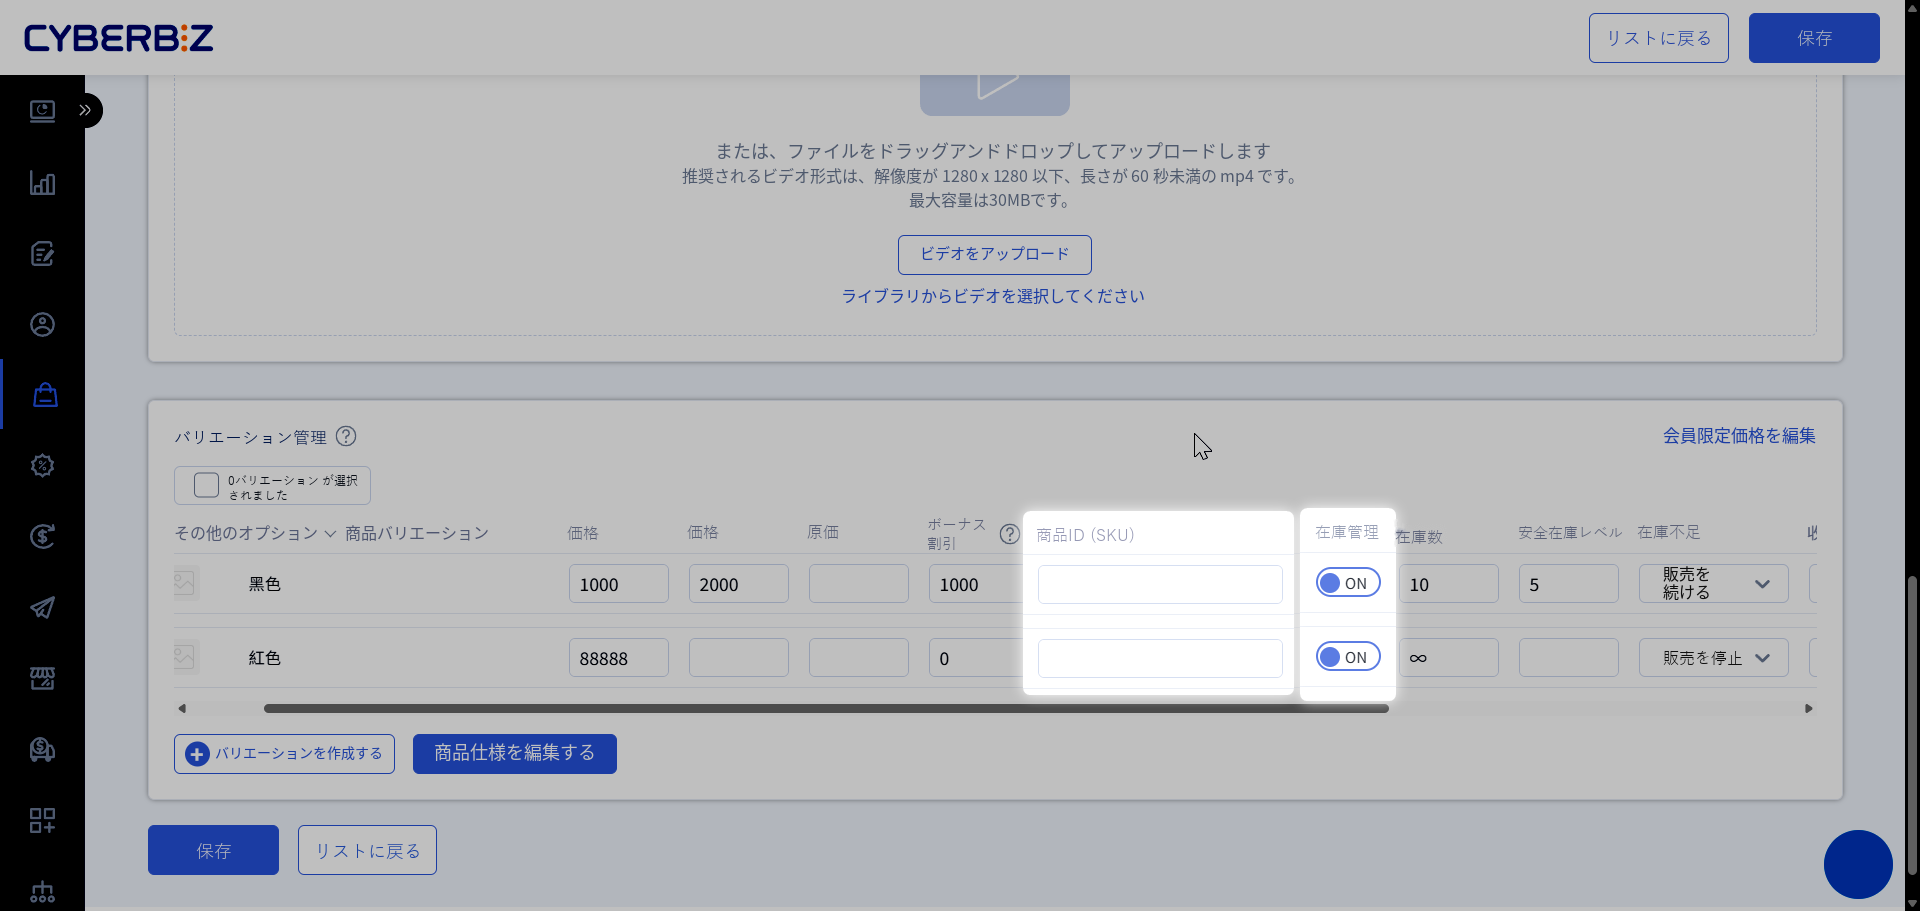 CYBERBIZ
リストに戻る
保存
または、ファイルをドラッグアンドドロップしてアップロードします
推奨されるビデオ形式は、解像度が 1280 x 1280 以下、長さが 60 秒未満の mp4 です。
最大容量は30MBです。
ビデオをアップロード
ライブラリからビデオを選択してください
バリエーション管理
会員限定価格を編集
0バリエーション が選択
されました
その他のオプション 商品バリエーション 価格 価格 原価 ボーナス
割引 商品ID (SKU) 在庫管理 在庫数 安全在庫レベル 在庫不足
黒色 1000 2000 1000 ON 10 5 販売を
続ける
紅色 88888 0 ON ∞ 販売を停止
バリエーションを作成する
商品仕様を編集する
保存
リストに戻る